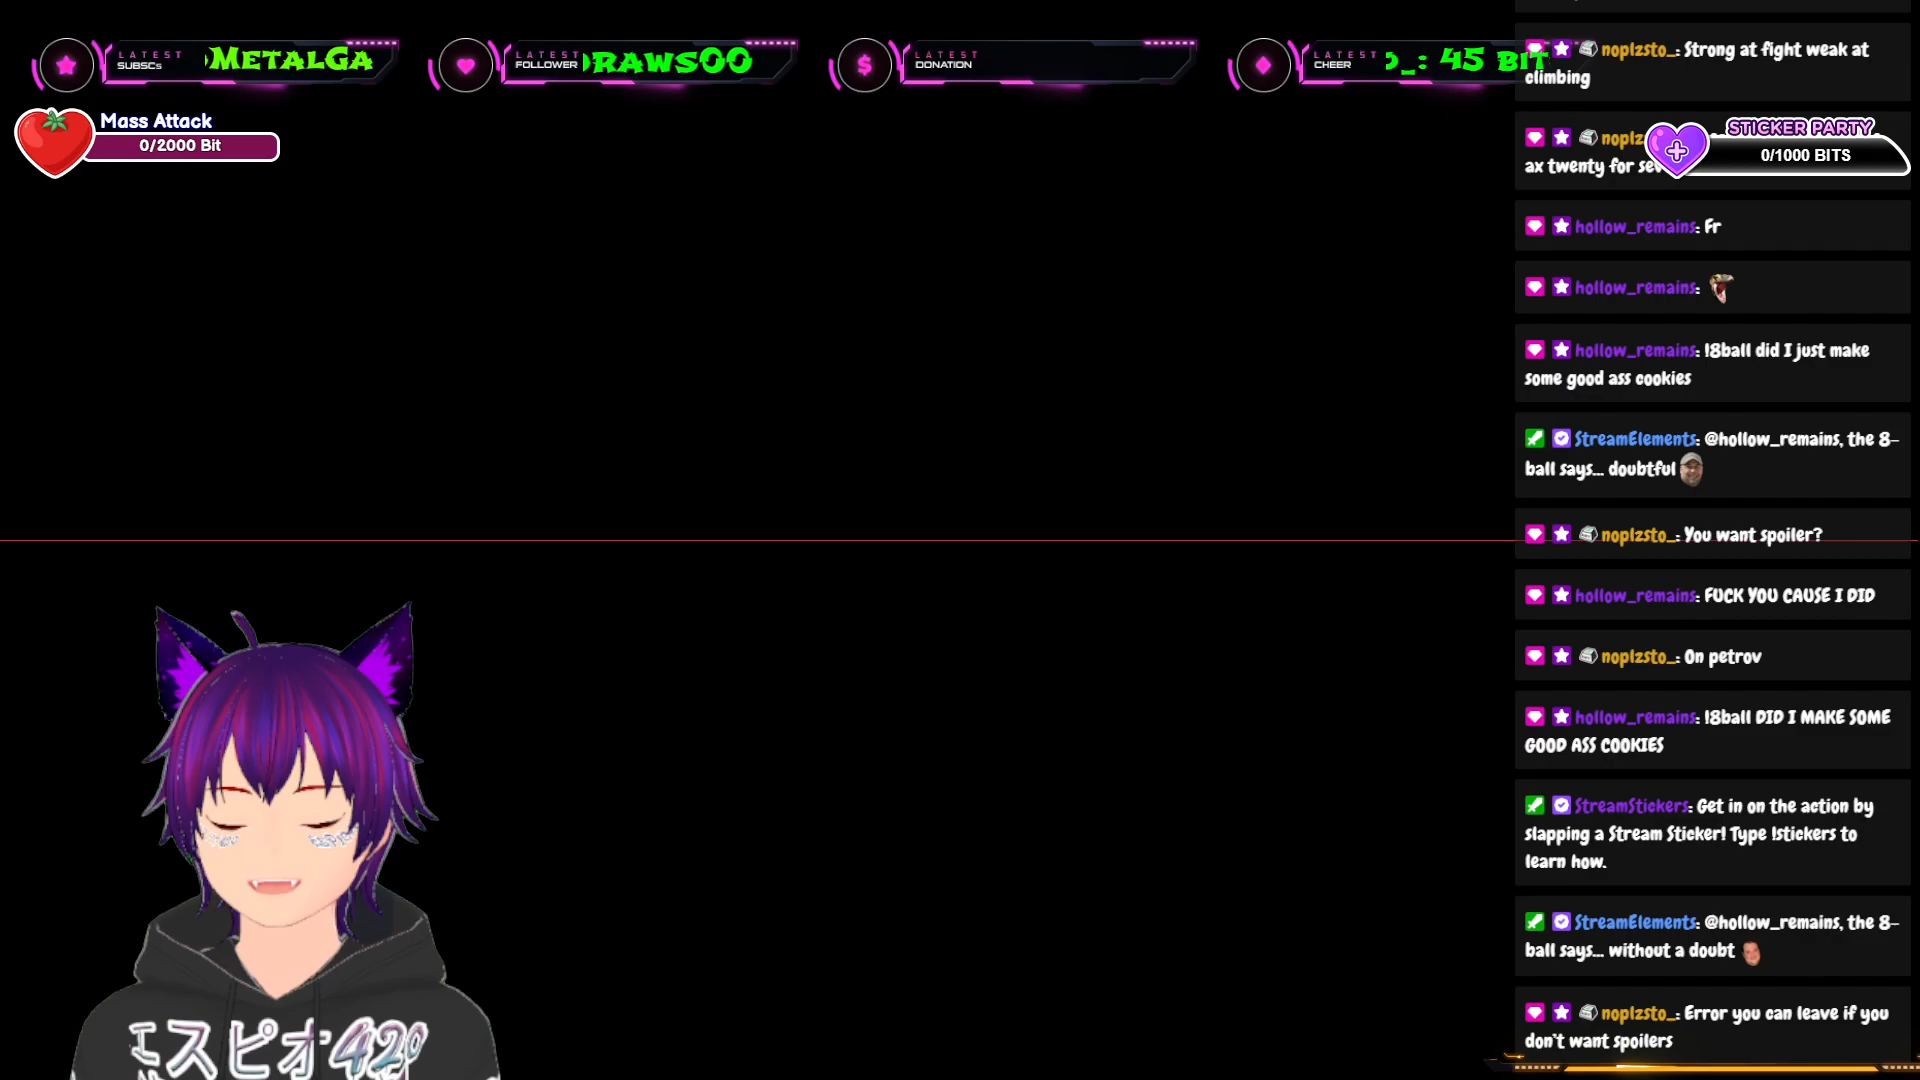 LATEST
SUBSCs
METALGA
LATEST
FOLLOWER
RAWS00
LATEST
DONATION
LATEST
CHEER
_: 45 BIT
Mass Attack
0/2000 Bit
STICKER PARTY
0/1000 BITS
noplzsto_: Strong at fight weak at
climbing
noplz
ax twenty for sev
hollow_remains: Fr
hollow_remains:
hollow_remains: !8ball did I just make
some good ass cookies
StreamElements: @hollow_remains, the 8-
ball says... doubtful
noplzsto_: You want spoiler?
hollow_remains: FUCK YOU CAUSE I DID
noplzsto_: On petrov
hollow_remains: !8ball DID I MAKE SOME
GOOD ASS COOKIES
StreamStickers: Get in on the action by
slapping a Stream Sticker! Type !stickers to
learn how.
StreamElements: @hollow_remains, the 8-
ball says... without a doubt
noplzsto_: Error you can leave if you
don't want spoilers
エスピオ420